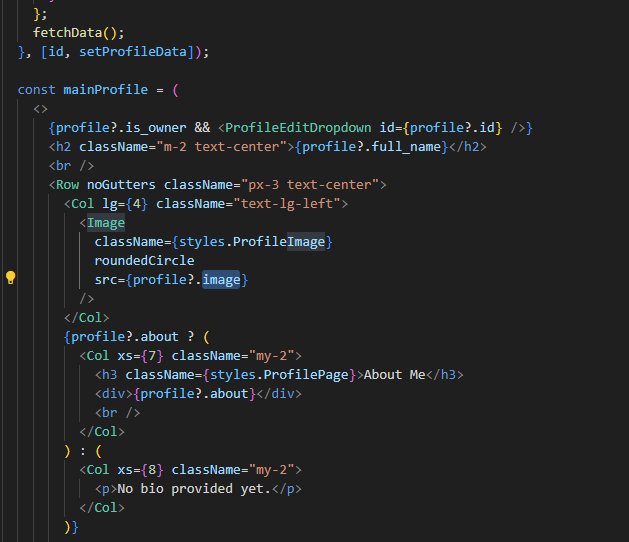 };
fetchData();
}, [id, setProfileData]);
const mainProfile = (
<>
{profile?.is_owner && <ProfileEditDropdown id={profile?.id} />}
<h2 className="m-2 text-center">{profile?.full_name}</h2>
<br />
<Row noGutters className="px-3 text-center">
<Col lg={4} className="text-lg-left">
<Image
className={styles.ProfileImage}
roundedCircle
src={profile?.image}
/>
</Col>
{profile?.about ? (
<Col xs={7} className="my-2">
<h3 className={styles.ProfilePage}>About Me</h3>
<div>{profile?.about}</div>
<br />
</Col>
) : (
<Col xs={8} className="my-2">
<p>No bio provided yet.</p>
</Col>
)}